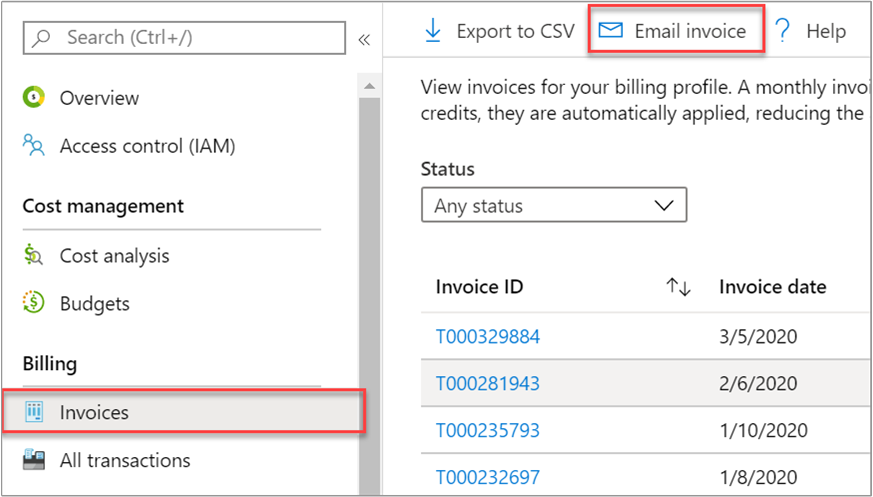 Search (Ctrl+/)
«
Overview
Access control (IAM)
Cost management
Cost analysis
Budgets
Billing
Invoices
All transactions
Export to CSV
Email invoice
? Help
View invoices for your billing profile. A monthly invoi
credits, they are automatically applied, reducing the
Status
Any status
Invoice ID ↑↓ Invoice date
T000329884 3/5/2020
T000281943 2/6/2020
T000235793 1/10/2020
T000232697 1/8/2020